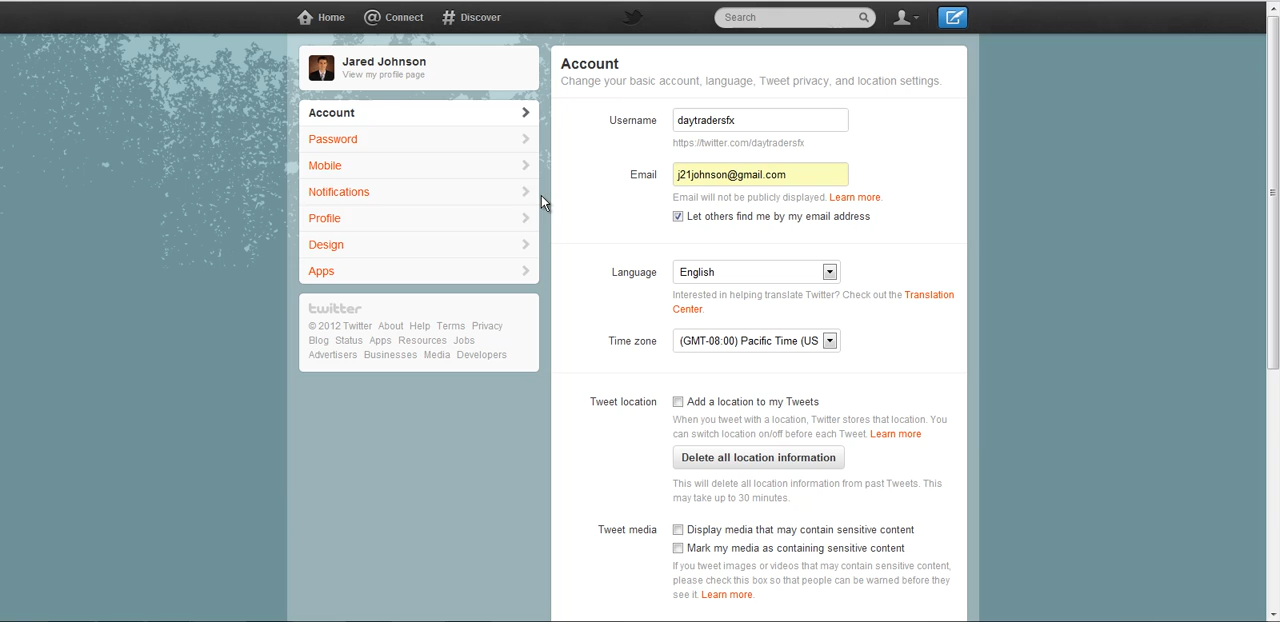 Home Connect Discover Search
Jared Johnson
View my profile page
Account
Password
Mobile
Notifications
Profile
Design
Apps
twitter
© 2012 Twitter About Help Terms Privacy
Blog Status Apps Resources Jobs
Advertisers Businesses Media Developers
Account
Change your basic account, language, Tweet privacy, and location settings.
Username daytradersfx
https://twitter.com/daytradersfx
Email j21johnson@gmail.com
Email will not be publicly displayed. Learn more.
Let others find me by my email address
Language English
Interested in helping translate Twitter? Check out the Translation
Center.
Time zone (GMT-08:00) Pacific Time (US
Tweet location Add a location to my Tweets
When you tweet with a location, Twitter stores that location. You
can switch location on/off before each Tweet. Learn more
Delete all location information
This will delete all location information from past Tweets. This
may take up to 30 minutes.
Tweet media Display media that may contain sensitive content
Mark my media as containing sensitive content
If you tweet images or videos that may contain sensitive content,
please check this box so that people can be warned before they
see it. Learn more.